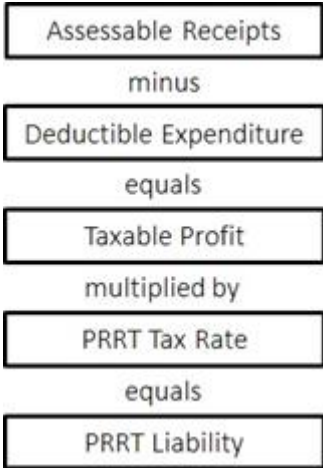 Assessable Receipts
minus
Deductible Expenditure
equals
Taxable Profit
multiplied by
PRRT Tax Rate
equals
PRRT Liability